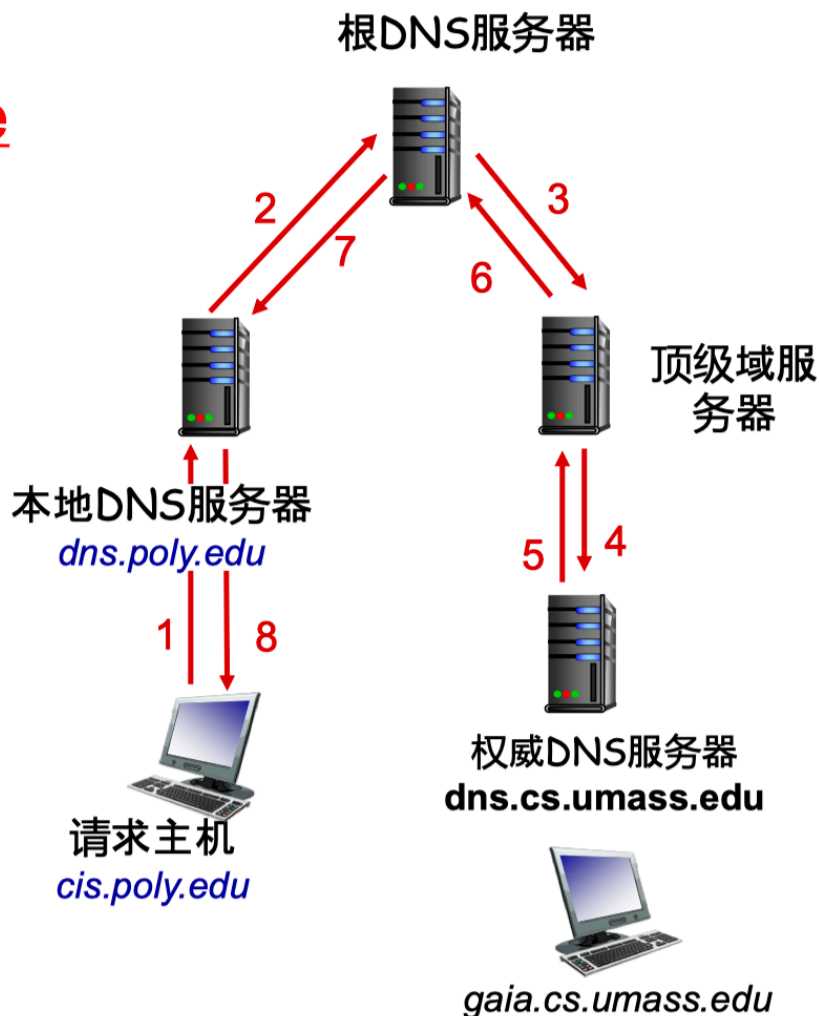 根DNS服务器
e
2
7
3
6
顶级域服
务器
本地DNS服务器
dns.poly.edu
5
4
1
8
权威DNS服务器
dns.cs.umass.edu
请求主机
cis.poly.edu
gaia.cs.umass.edu